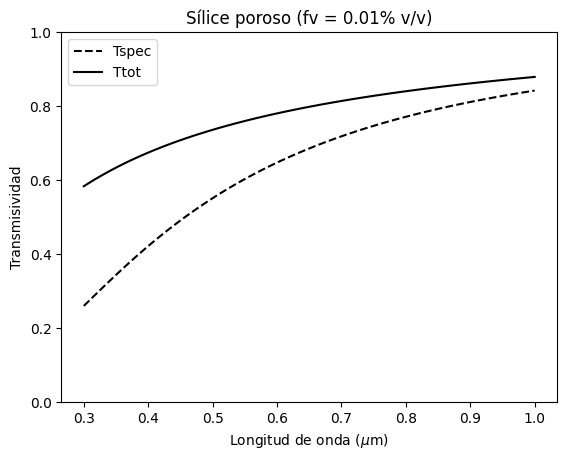 Sílice poroso (fv = 0.01% v/v)
Tspec
Ttot
Transmisividad
1.0
0.8
0.6
0.4
0.2
0.0
0.3 0.4 0.5 0.6 0.7 0.8 0.9 1.0
Longitud de onda (μm)